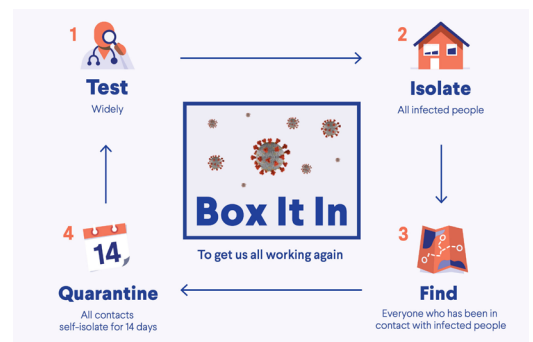 1
Test
Widely
2
Isolate
All infected people
Box It In
To get us all working again
3
Find
Everyone who has been in
contact with infected people
4
14
Quarantine
All contacts
self-isolate for 14 days